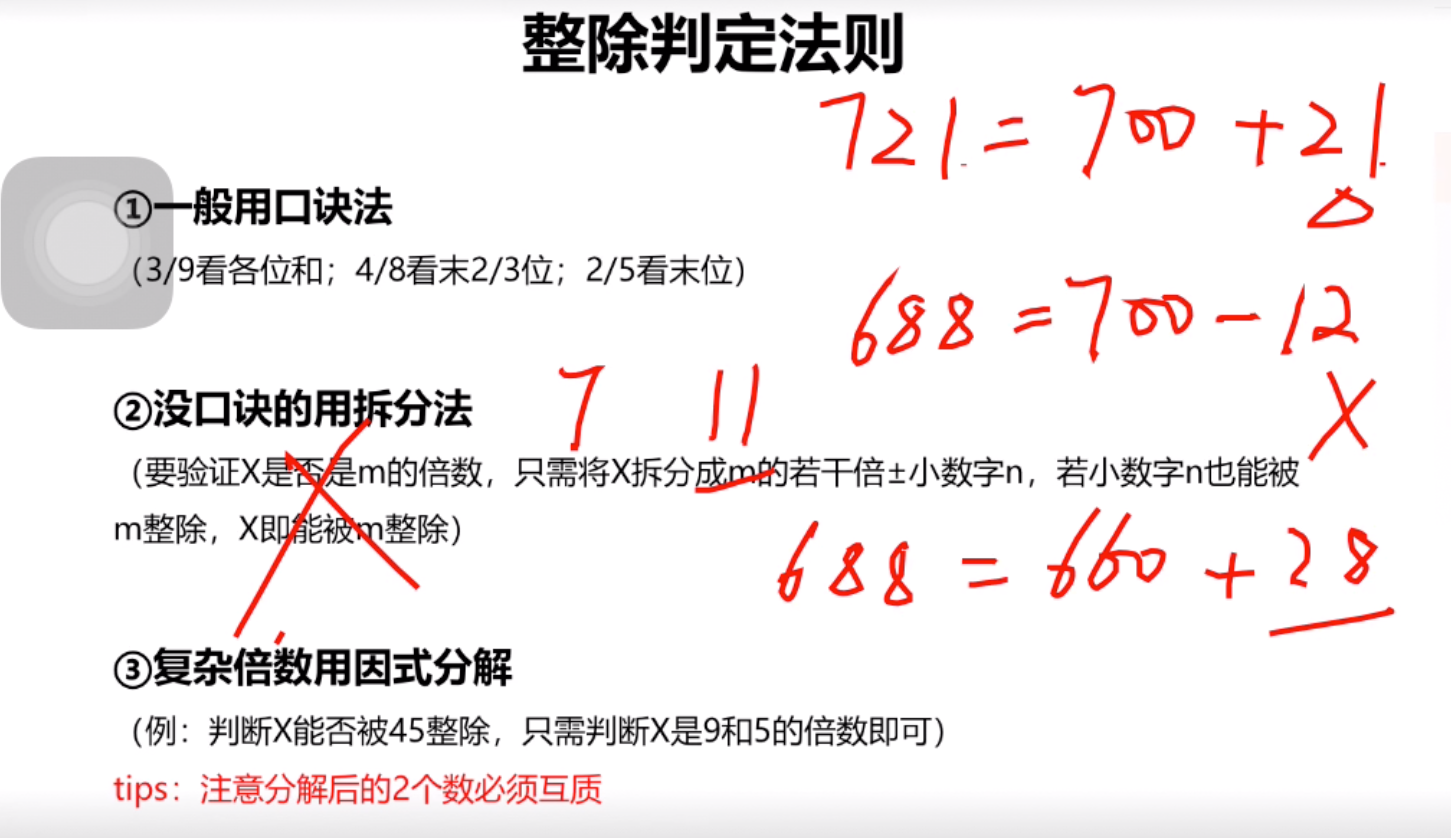 整除判定法则
721=700+21
①一般用口诀法
（3/9看各位和；4/8看末2/3位；2/5看末位）
688=700-12
②没口诀的用拆分法
7 11
（要验证X是否是m的倍数，只需将X拆分成m的若干倍±小数字n，若小数字n也能被
m整除，X即能被m整除）
688=660+28
③复杂倍数用因式分解
（例：判断X能否被45整除，只需判断X是9和5的倍数即可）
tips：注意分解后的2个数必须互质